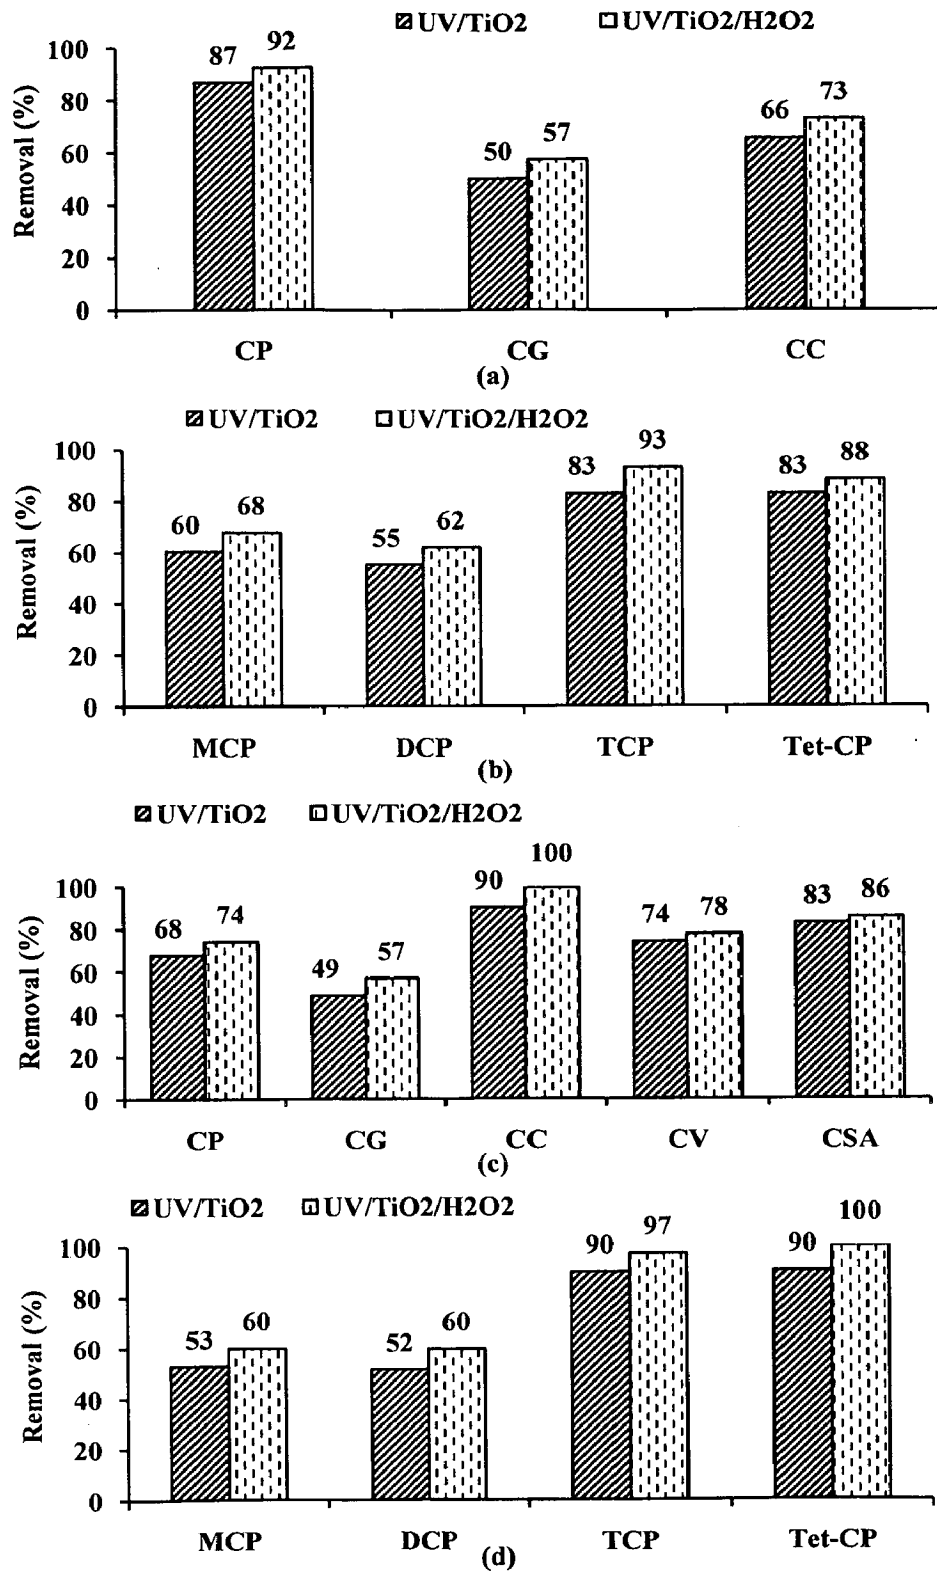 UV/TiO2 UV/TiO2/H2O2
Removal (%)
100
80
60
40
20
0
87 92 50 57 66 73
CP CG CC
(a)
UV/TiO2 UV/TiO2/H2O2
Removal (%)
100
80
60
40
20
0
60 68 55 62 83 93 83 88
MCP DCP TCP Tet-CP
(b)
UV/TiO2 UV/TiO2/H2O2
Removal (%)
100
80
60
40
20
0
68 74 49 57 90 100 74 78 83 86
CP CG CC CV CSA
(c)
UV/TiO2 UV/TiO2/H2O2
Removal (%)
100
80
60
40
20
0
53 60 52 60 90 97 90 100
MCP DCP TCP Tet-CP
(d)